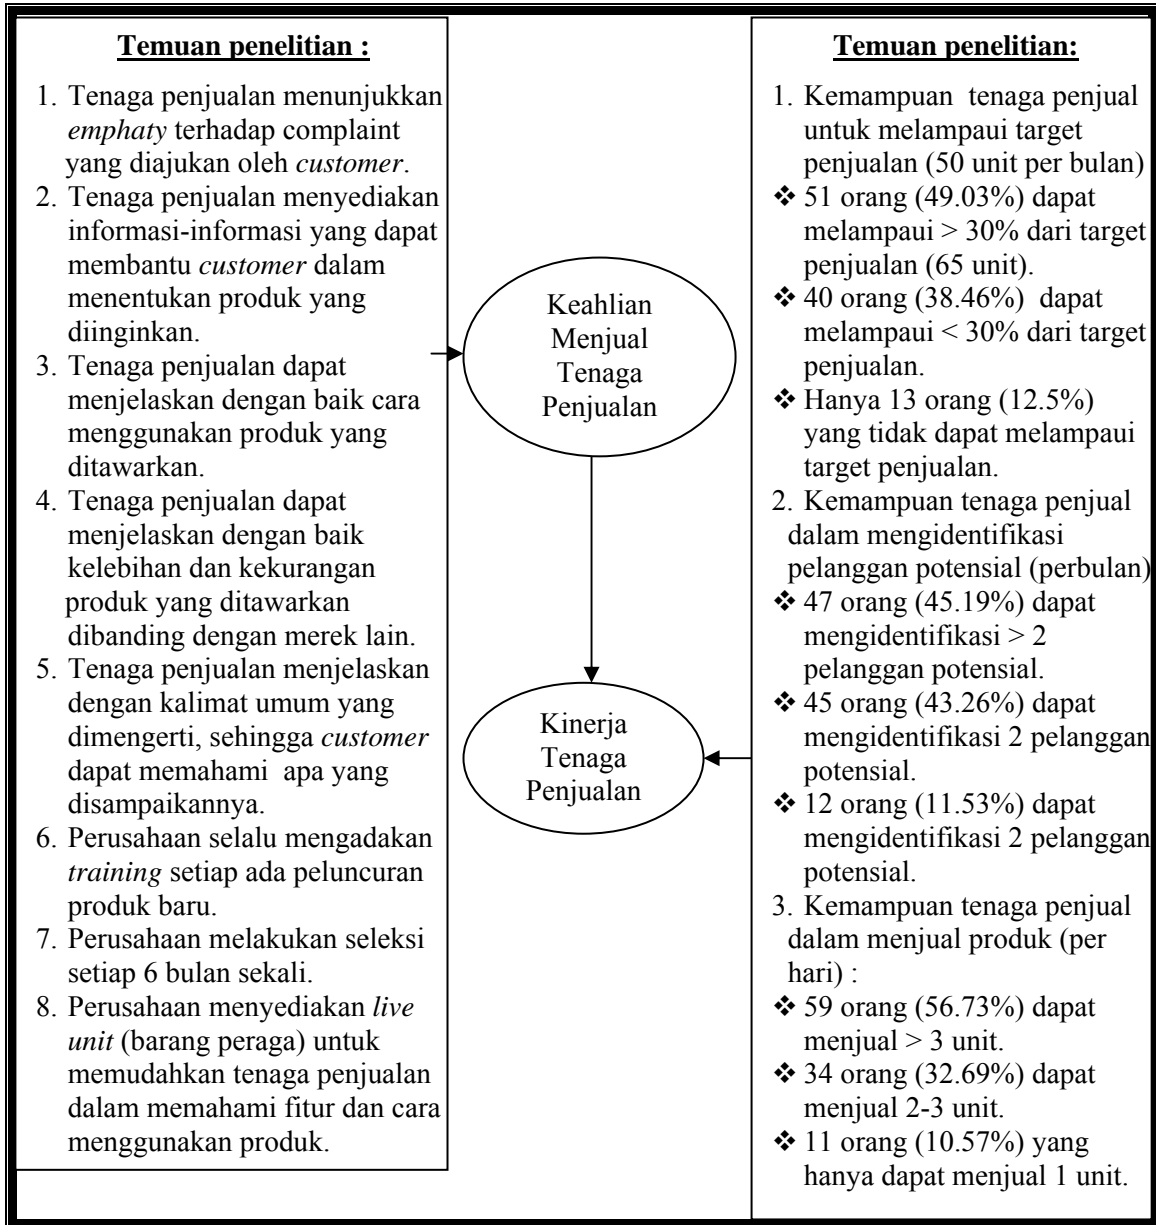 Temuan penelitian :
1. Tenaga penjualan menunjukkan
emphaty terhadap complaint
yang diajukan oleh customer.
2. Tenaga penjualan menyediakan
informasi-informasi yang dapat
membantu customer dalam
menentukan produk yang
diinginkan.
3. Tenaga penjualan dapat
menjelaskan dengan baik cara
menggunakan produk yang
ditawarkan.
4. Tenaga penjualan dapat
menjelaskan dengan baik
kelebihan dan kekurangan
produk yang ditawarkan
dibanding dengan merek lain.
5. Tenaga penjualan menjelaskan
dengan kalimat umum yang
dimengerti, sehingga customer
dapat memahami apa yang
disampaikannya.
6. Perusahaan selalu mengadakan
training setiap ada peluncuran
produk baru.
7. Perusahaan melakukan seleksi
setiap 6 bulan sekali.
8. Perusahaan menyediakan live
unit (barang peraga) untuk
memudahkan tenaga penjualan
dalam memahami fitur dan cara
menggunakan produk.
Keahlian
Menjual
Tenaga
Penjualan
Kinerja
Tenaga
Penjualan
Temuan penelitian:
1. Kemampuan tenaga penjual
untuk melampaui target
penjualan (50 unit per bulan)
❖ 51 orang (49.03%) dapat
melampaui > 30% dari target
penjualan (65 unit).
❖ 40 orang (38.46%) dapat
melampaui < 30% dari target
penjualan.
❖ Hanya 13 orang (12.5%)
yang tidak dapat melampaui
target penjualan.
2. Kemampuan tenaga penjual
dalam mengidentifikasi
pelanggan potensial (perbulan)
❖ 47 orang (45.19%) dapat
mengidentifikasi > 2
pelanggan potensial.
❖ 45 orang (43.26%) dapat
mengidentifikasi 2 pelanggan
potensial.
❖ 12 orang (11.53%) dapat
mengidentifikasi 2 pelanggan
potensial.
3. Kemampuan tenaga penjual
dalam menjual produk (per
hari) :
❖ 59 orang (56.73%) dapat
menjual > 3 unit.
❖ 34 orang (32.69%) dapat
menjual 2-3 unit.
❖ 11 orang (10.57%) yang
hanya dapat menjual 1 unit.